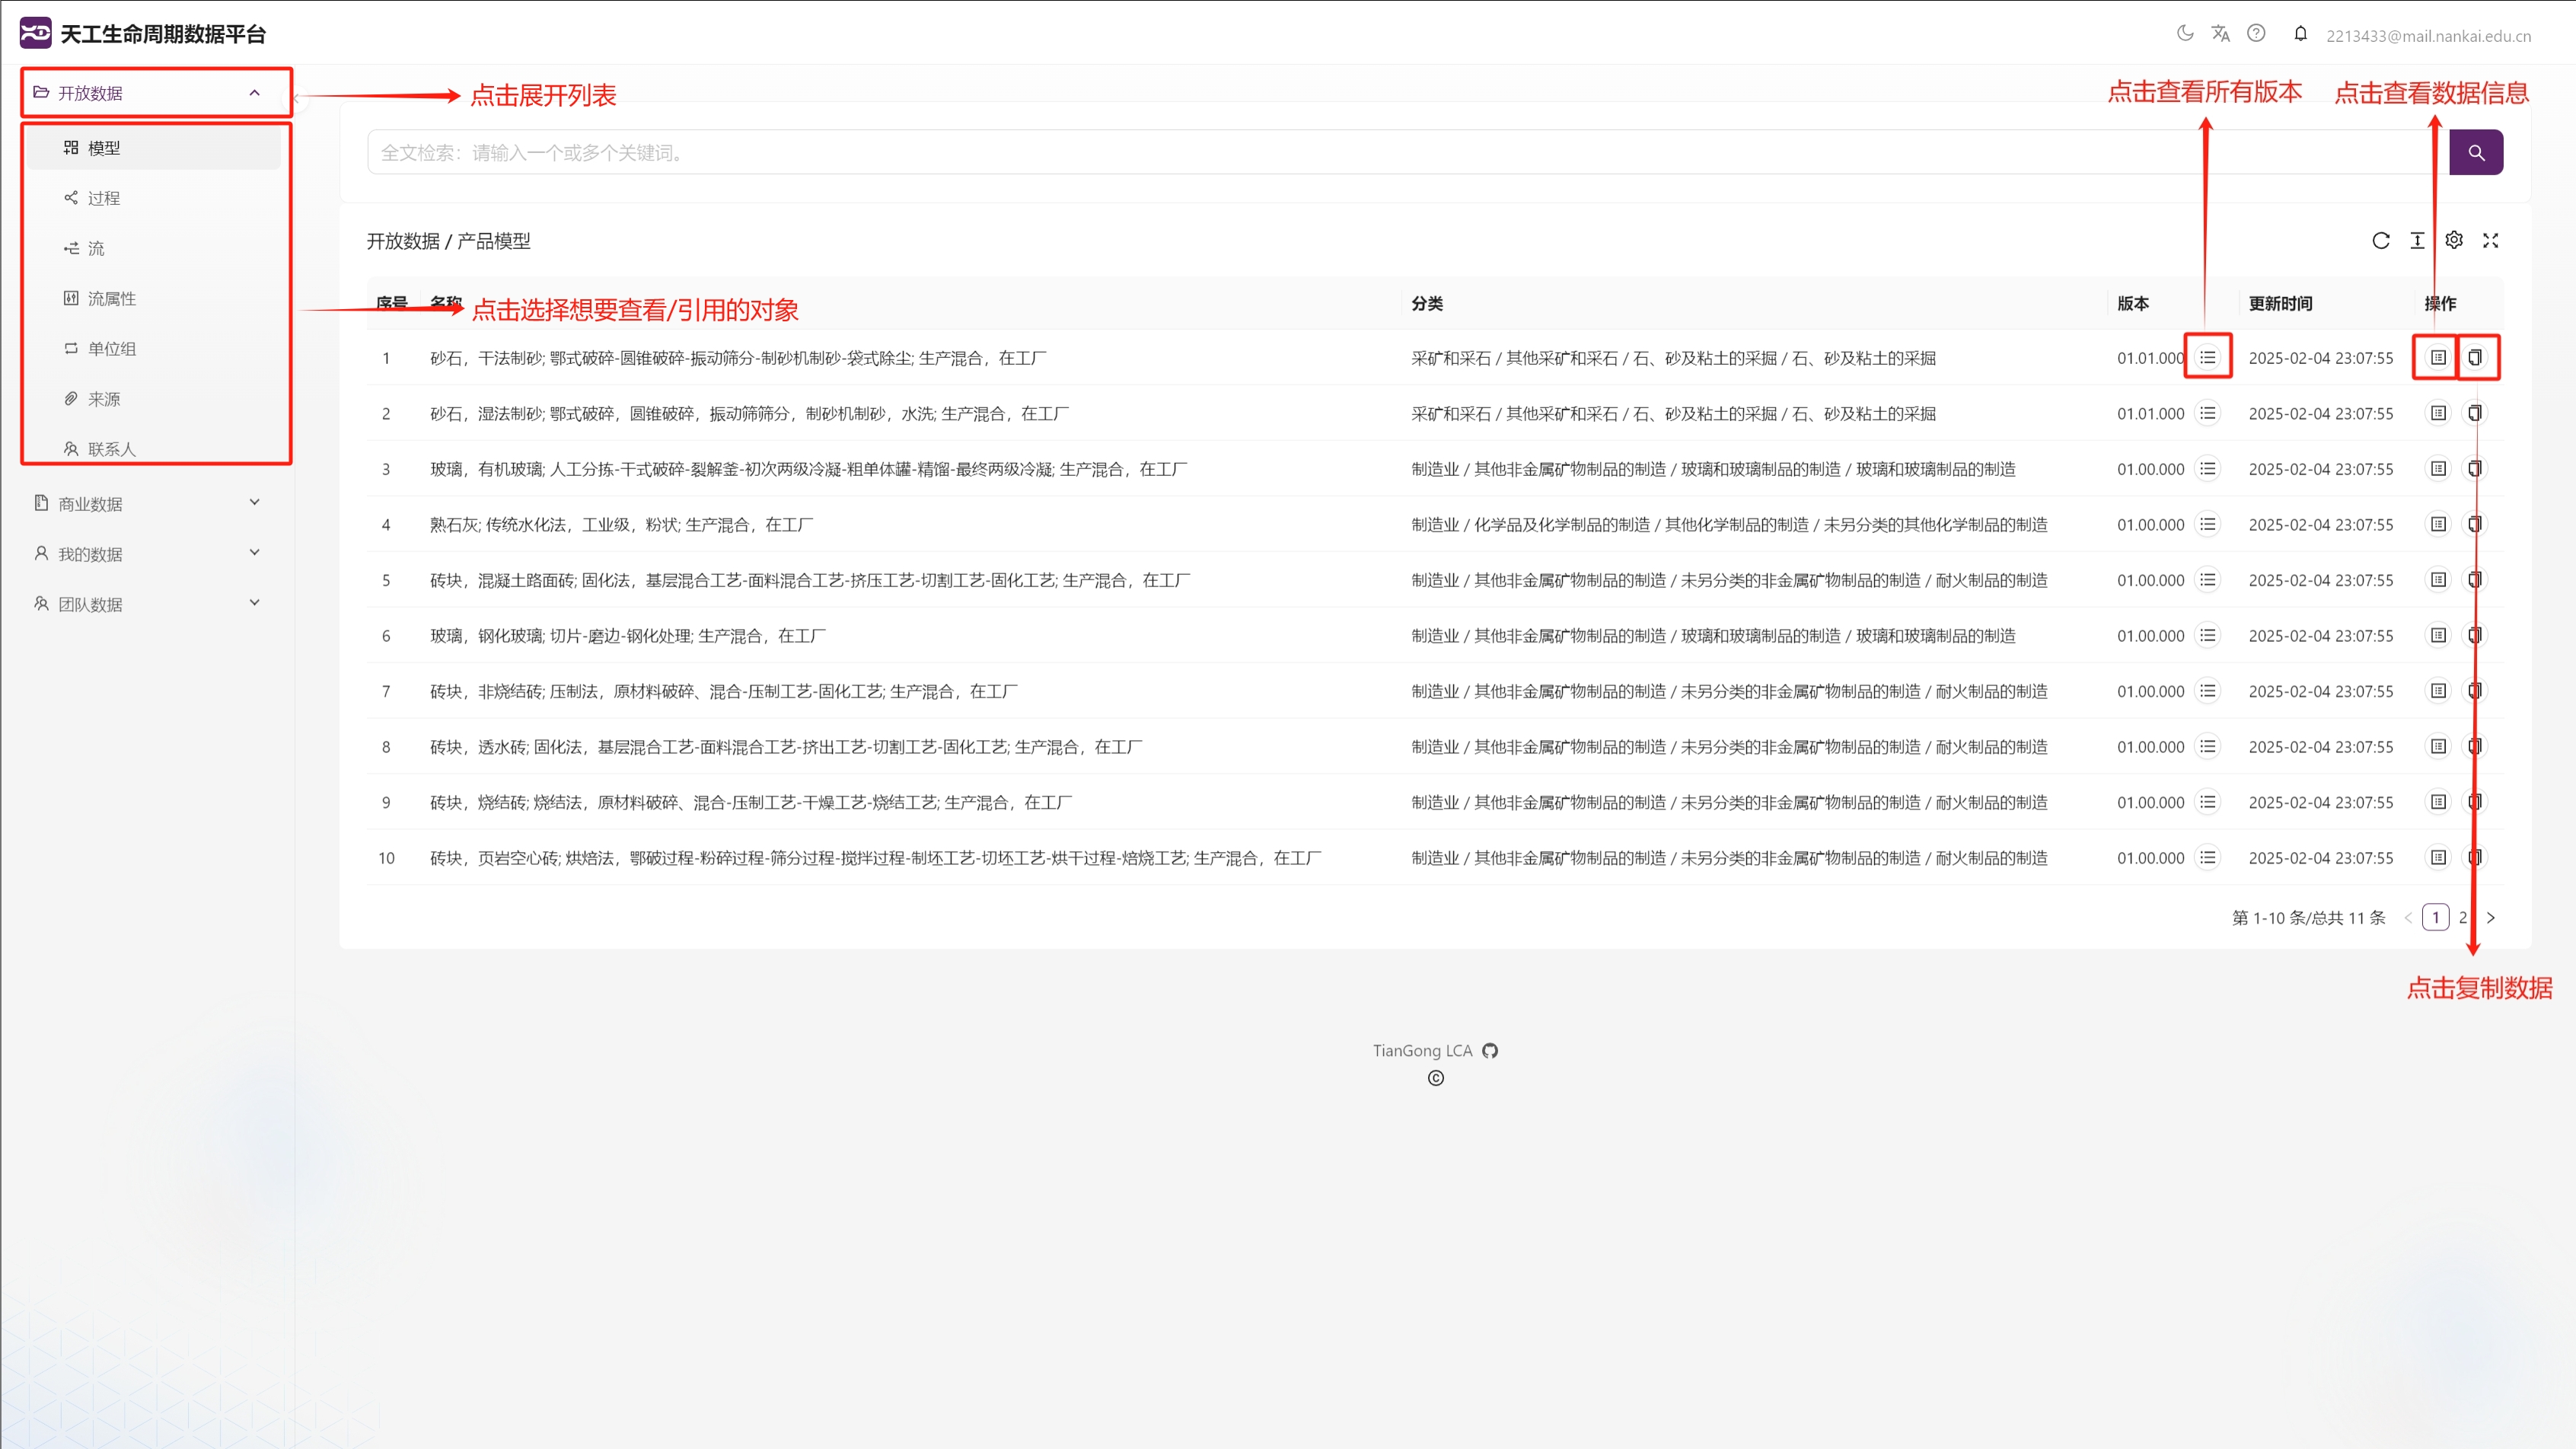 天工生命周期数据平台
2213433@mail.nankai.edu.cn
开放数据
点击展开列表
点击查看所有版本
点击查看数据信息
模型
过程
流
流属性
单位组
来源
联系人
商业数据
我的数据
团队数据
全文检索：请输入一个或多个关键词。
开放数据 / 产品模型
点击选择想要查看/引用的对象
序号 名称 分类 版本 更新时间 操作
1 砂石，干法制砂; 鄂式破碎-圆锥破碎-振动筛分-制砂机制砂-袋式除尘; 生产混合，在工厂 采矿和采石 / 其他采矿和采石 / 石、砂及粘土的采掘 / 石、砂及粘土的采掘 01.01.000 2025-02-04 23:07:55
2 砂石，湿法制砂; 鄂式破碎，圆锥破碎，振动筛筛分，制砂机制砂，水洗; 生产混合，在工厂 采矿和采石 / 其他采矿和采石 / 石、砂及粘土的采掘 / 石、砂及粘土的采掘 01.01.000 2025-02-04 23:07:55
3 玻璃，有机玻璃; 人工分拣-干式破碎-裂解釜-初次两级冷凝-粗单体罐-精馏-最终两级冷凝; 生产混合，在工厂 制造业 / 其他非金属矿物制品的制造 / 玻璃和玻璃制品的制造 / 玻璃和玻璃制品的制造 01.00.000 2025-02-04 23:07:55
4 熟石灰; 传统水化法，工业级，粉状; 生产混合，在工厂 制造业 / 化学品及化学制品的制造 / 其他化学制品的制造 / 未另分类的其他化学制品的制造 01.00.000 2025-02-04 23:07:55
5 砖块，混凝土路面砖; 固化法，基层混合工艺-面料混合工艺-挤压工艺-切割工艺-固化工艺; 生产混合，在工厂 制造业 / 其他非金属矿物制品的制造 / 未另分类的非金属矿物制品的制造 / 耐火制品的制造 01.00.000 2025-02-04 23:07:55
6 玻璃，钢化玻璃; 切片-磨边-钢化处理; 生产混合，在工厂 制造业 / 其他非金属矿物制品的制造 / 玻璃和玻璃制品的制造 / 玻璃和玻璃制品的制造 01.00.000 2025-02-04 23:07:55
7 砖块，非烧结砖; 压制法，原材料破碎、混合-压制工艺-固化工艺; 生产混合，在工厂 制造业 / 其他非金属矿物制品的制造 / 未另分类的非金属矿物制品的制造 / 耐火制品的制造 01.00.000 2025-02-04 23:07:55
8 砖块，透水砖; 固化法，基层混合工艺-面料混合工艺-挤出工艺-切割工艺-固化工艺; 生产混合，在工厂 制造业 / 其他非金属矿物制品的制造 / 未另分类的非金属矿物制品的制造 / 耐火制品的制造 01.00.000 2025-02-04 23:07:55
9 砖块，烧结砖; 烧结法，原材料破碎、混合-压制工艺-干燥工艺-烧结工艺; 生产混合，在工厂 制造业 / 其他非金属矿物制品的制造 / 未另分类的非金属矿物制品的制造 / 耐火制品的制造 01.00.000 2025-02-04 23:07:55
10 砖块，页岩空心砖; 烘焙法，鄂破过程-粉碎过程-筛分过程-搅拌过程-制坯工艺-切坯工艺-烘干过程-焙烧工艺; 生产混合，在工厂 制造业 / 其他非金属矿物制品的制造 / 未另分类的非金属矿物制品的制造 / 耐火制品的制造 01.00.000 2025-02-04 23:07:55
第 1-10 条/总共 11 条 < 1 2 >
点击复制数据
TianGong LCA
©